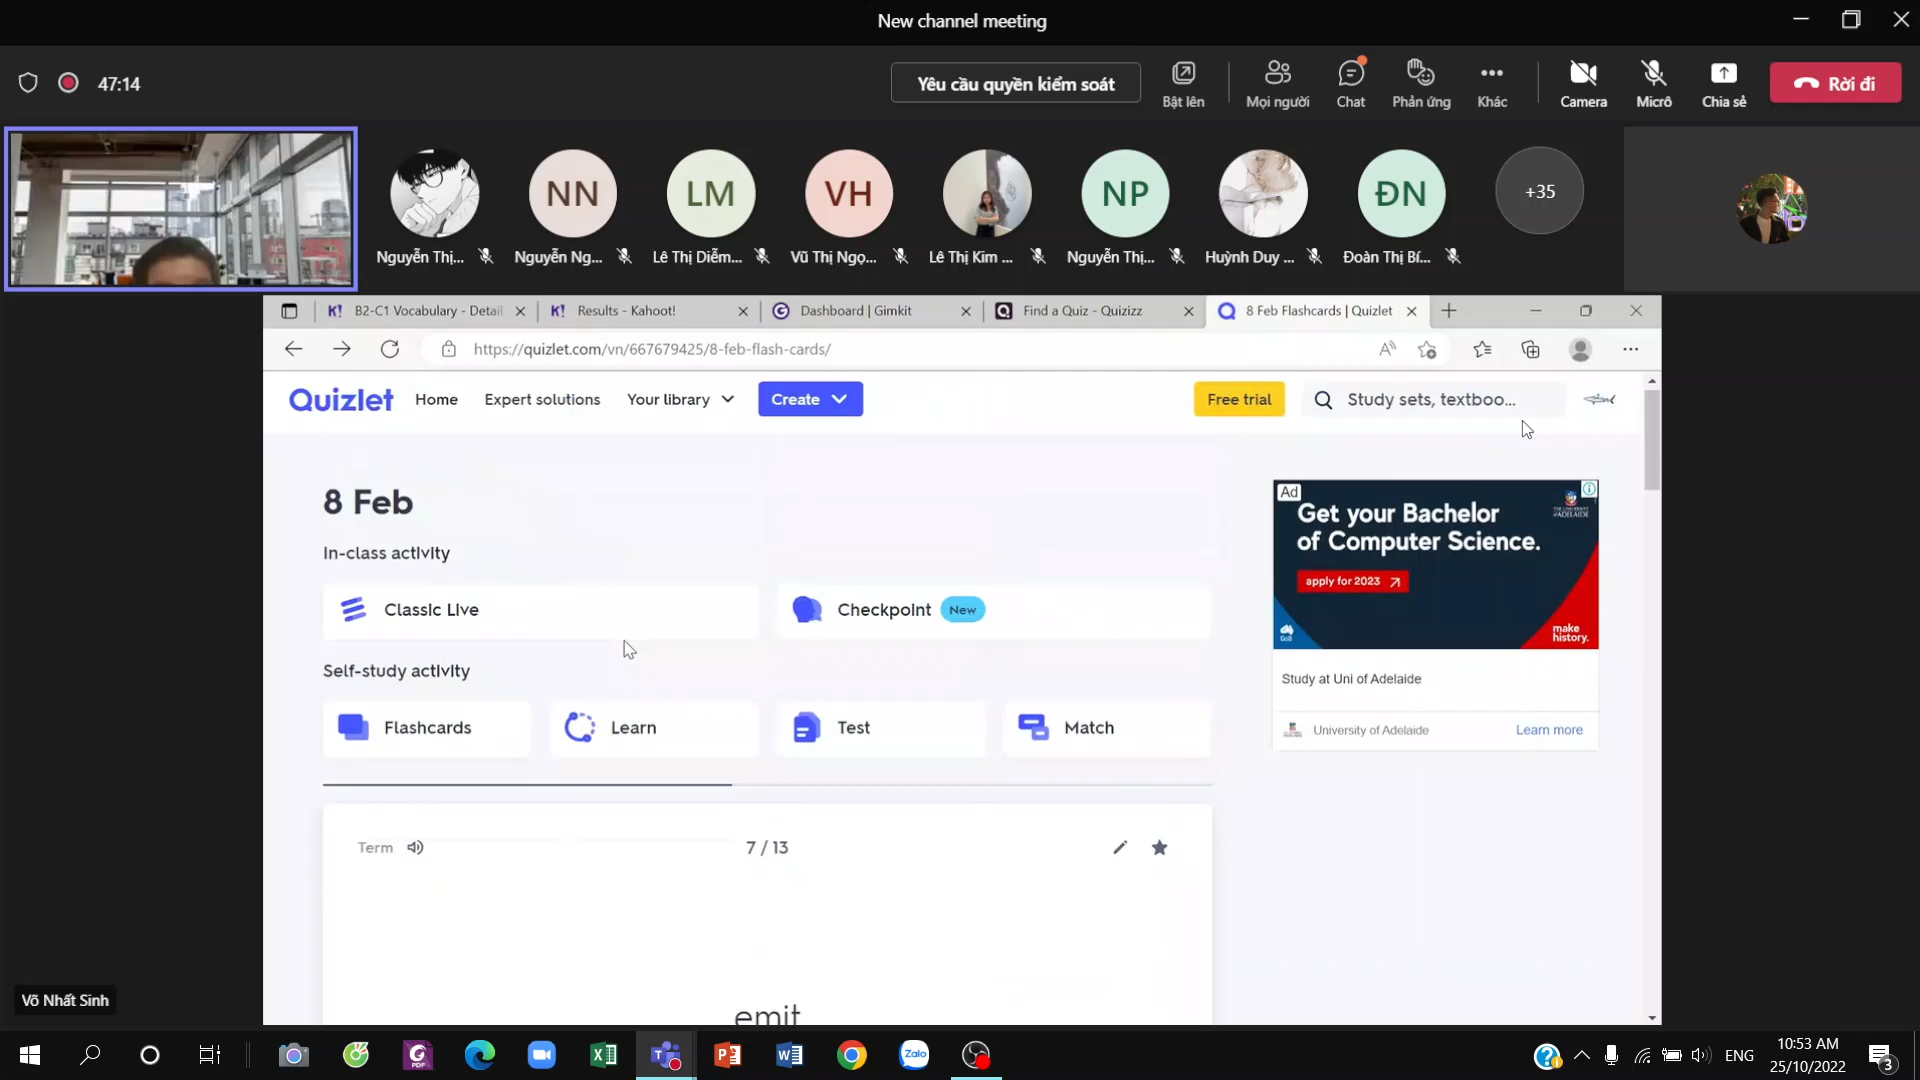 New channel meeting
47:14
Yêu cầu quyền kiểm soát
Bật lên
Mọi người
Chat
Phản ứng
Khác
Camera
Micrô
Chia sẻ
Rời đi
NN
LM
VH
NP
ĐN
+35
Nguyễn Thị...
Nguyễn Ng...
Lê Thị Diễm...
Vũ Thị Ngọ...
Lê Thị Kim ...
Nguyễn Thị...
Huỳnh Duy ...
Đoàn Thị Bí...
K! B2-C1 Vocabulary - Detail
K! Results - Kahoot!
Dashboard | Gimkit
Find a Quiz - Quizizz
8 Feb Flashcards | Quizlet
https://quizlet.com/vn/667679425/8-feb-flash-cards/
Quizlet
Home
Expert solutions
Your library
Create
Free trial
Study sets, textboo...
8 Feb
In-class activity
Classic Live
Checkpoint
New
Self-study activity
Flashcards
Learn
Test
Match
Term
7 / 13
emit
Ad
Get your Bachelor
of Computer Science.
apply for 2023
make
history.
Study at Uni of Adelaide
University of Adelaide
Learn more
Võ Nhất Sinh
Zalo
ENG
10:53 AM
25/10/2022
3